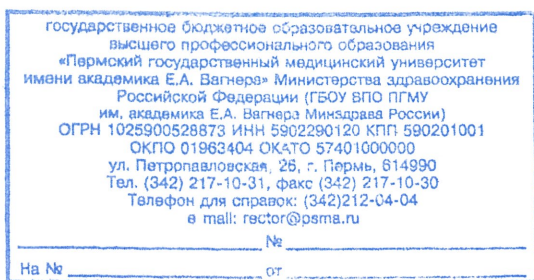 государственное бюджетное образовательное учреждение
высшего профессионального образования
«Пермский государственный медицинский университет
имени академика Е.А. Вагнера» Министерства здравоохранения
Российской Федерации (ГБОУ ВПО ПГМУ
им. академика Е.А. Вагнера Минздрава России)
ОГРН 1025900528873 ИНН 5902290120 КПП 590201001
ОКПО 01963404 ОКАТО 57401000000
ул. Петропавловская, 26, г. Пермь, 614990
Тел. (342) 217-10-31, факс (342) 217-10-30
Телефон для справок: (342)212-04-04
e mail: rector@psma.ru
№
На № от